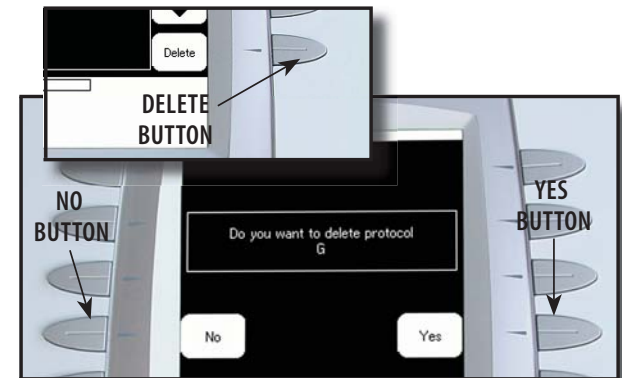 Delete
DELETE
BUTTON
NO
BUTTON
YES
BUTTON
Do you want to delete protocol
G
No
Yes